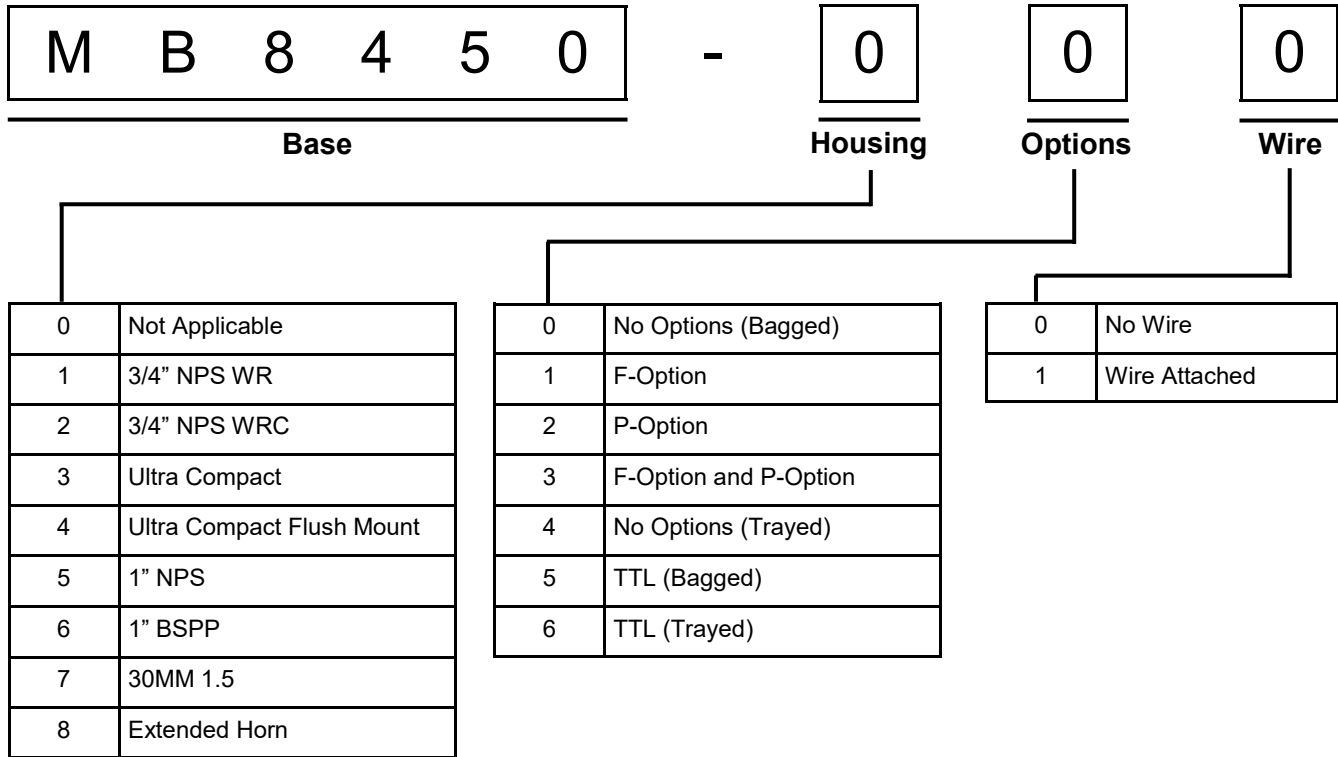 M B 8 4 5 0 - 0 0 0
Base Housing Options Wire
0 Not Applicable
1 3/4” NPS WR
2 3/4” NPS WRC
3 Ultra Compact
4 Ultra Compact Flush Mount
5 1” NPS
6 1” BSPP
7 30MM 1.5
8 Extended Horn
0 No Options (Bagged)
1 F-Option
2 P-Option
3 F-Option and P-Option
4 No Options (Trayed)
5 TTL (Bagged)
6 TTL (Trayed)
0 No Wire
1 Wire Attached